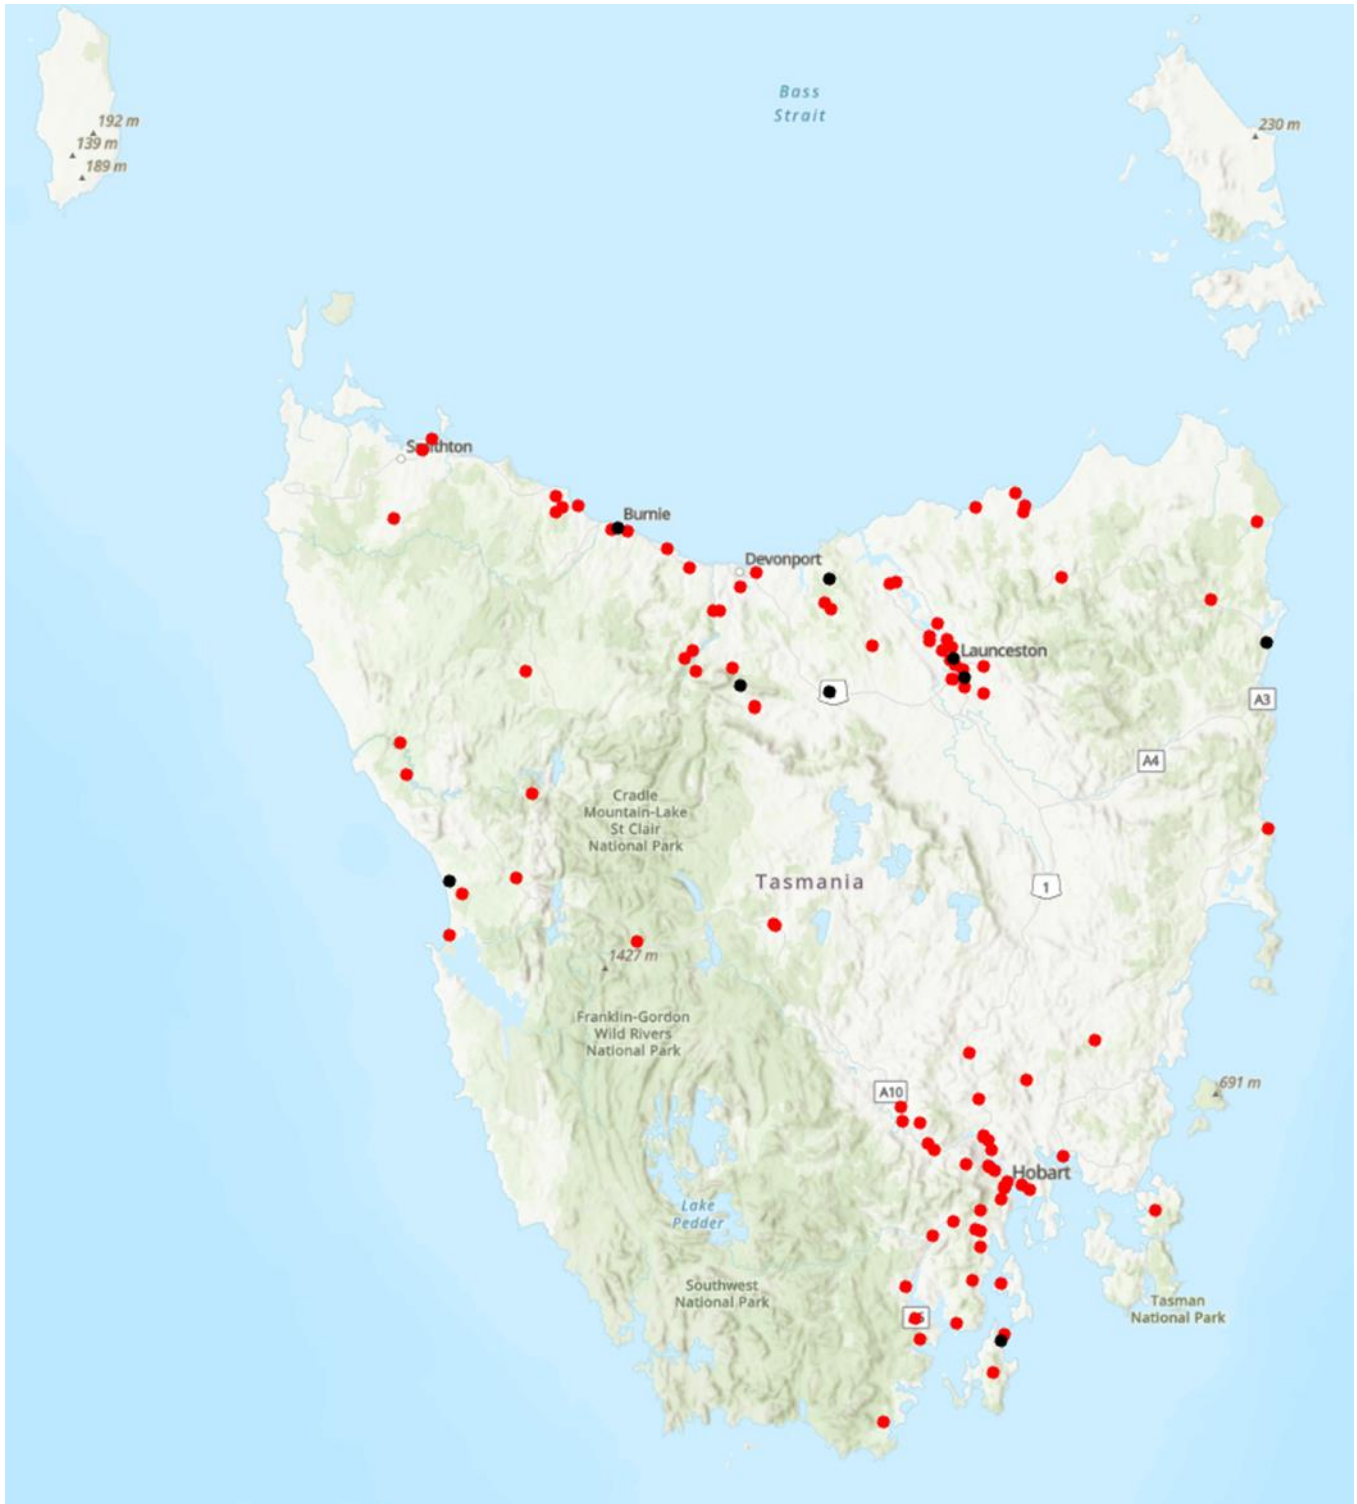 Bass
Strait
192 m
139 m
189 m
230 m
Smithton
Burnie
Devonport
Launceston
A3
A4
Cradle
Mountain-Lake
St Clair
National Park
Tasmania
1
1427 m
Franklin-Gordon
Wild Rivers
National Park
691 m
A10
Hobart
Lake
Pedder
Southwest
National Park
Tasman
National Park